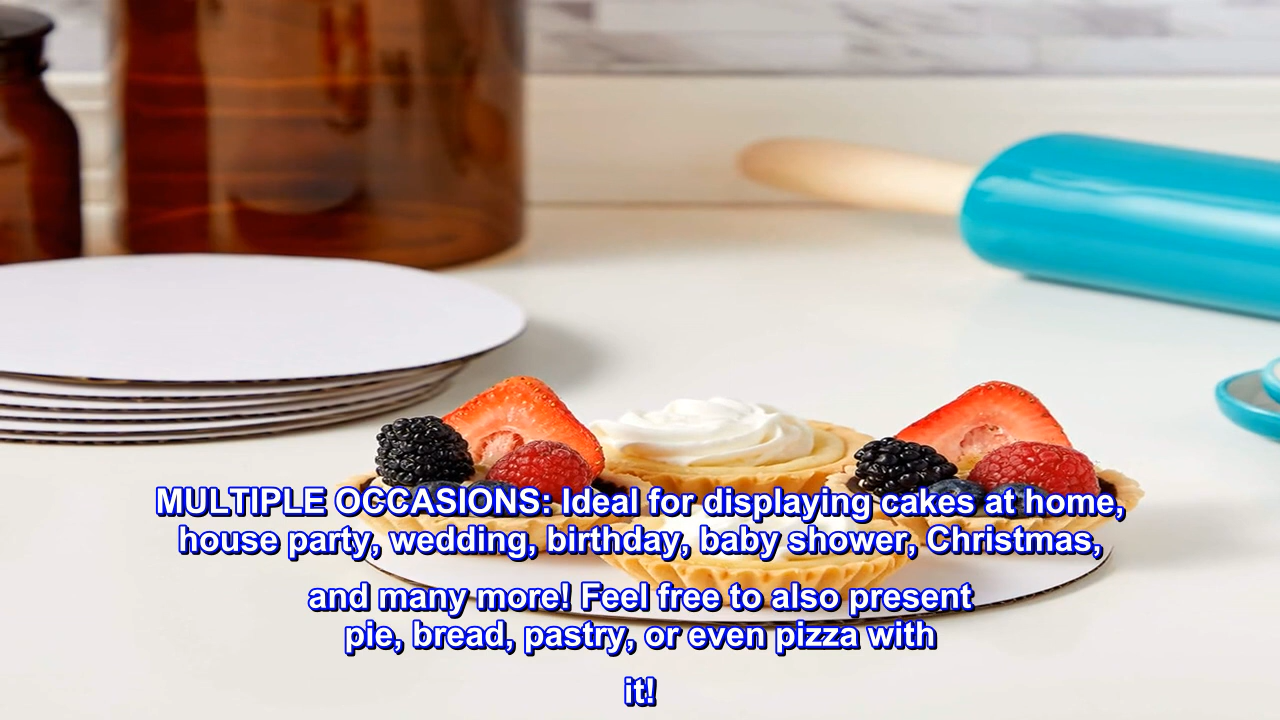 MULTIPLE OCCASIONS: Ideal for displaying cakes at home,
house party, wedding, birthday, baby shower, Christmas,
and many more! Feel free to also present
pie, bread, pastry, or even pizza with
it!